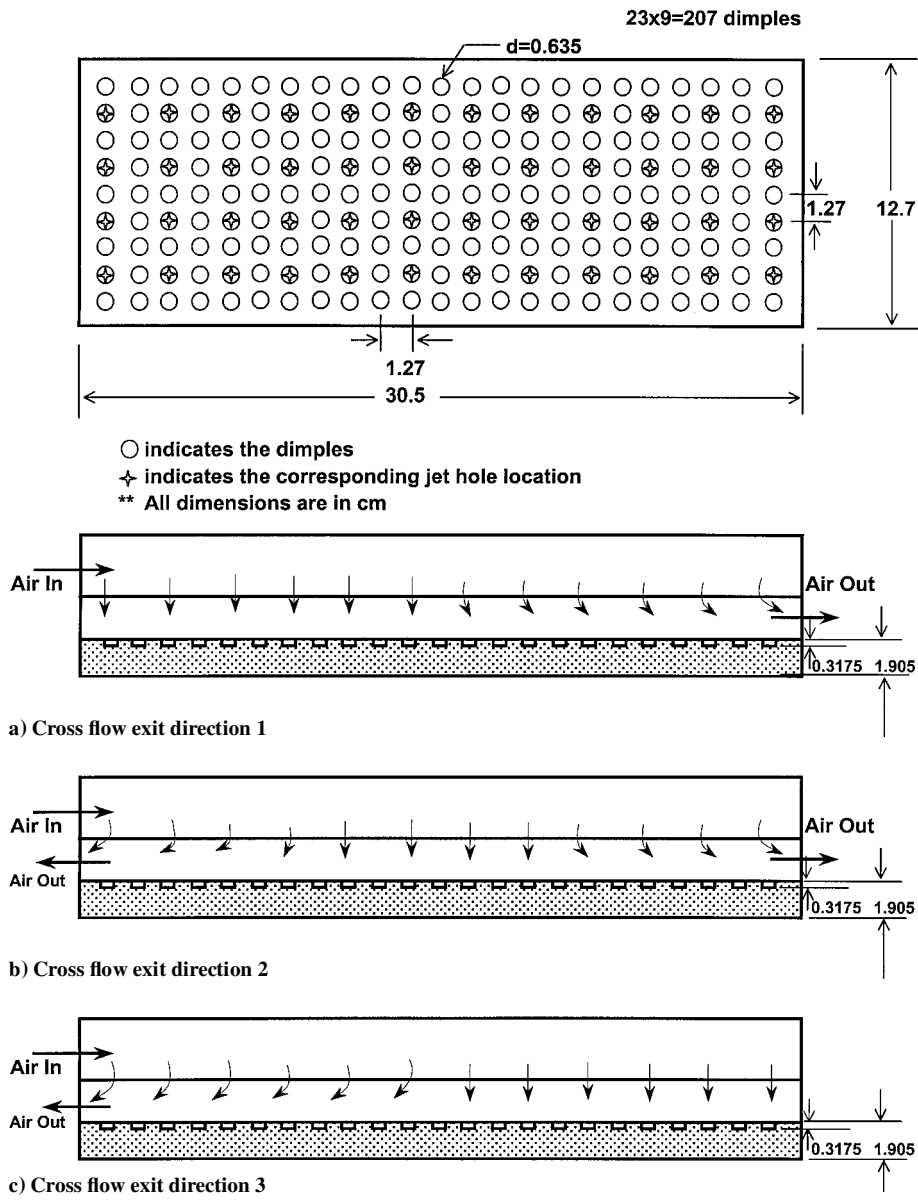 23x9=207 dimples
d=0.635
1.27
12.7
1.27
30.5
indicates the dimples
indicates the corresponding jet hole location
** All dimensions are in cm
Air In
Air Out
0.3175 1.905
a) Cross flow exit direction 1
Air In
Air Out
Air Out
0.3175 1.905
b) Cross flow exit direction 2
Air In
Air Out
0.3175 1.905
c) Cross flow exit direction 3